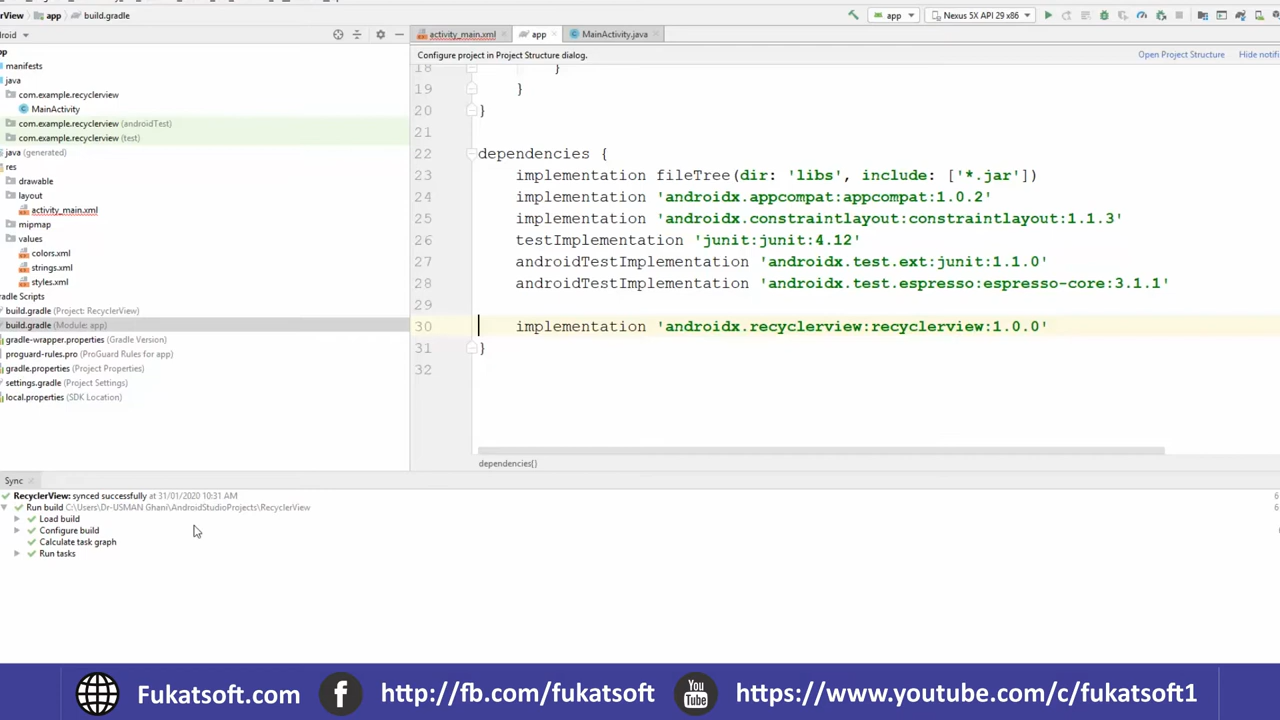 rView app build.gradle
app Nexus 5X API 29 x86
droid
activity_main.xml app MainActivity.java
Configure project in Project Structure dialog. Open Project Structure Hide notifi
pp
manifests
java
com.example.recyclerview
MainActivity
com.example.recyclerview (androidTest)
com.example.recyclerview (test)
java (generated)
res
drawable
layout
activity_main.xml
mipmap
values
colors.xml
strings.xml
styles.xml
radle Scripts
build.gradle (Project: RecyclerView)
build.gradle (Module: app)
gradle-wrapper.properties (Gradle Version)
proguard-rules.pro (ProGuard Rules for app)
gradle.properties (Project Properties)
settings.gradle (Project Settings)
local.properties (SDK Location)
18 }
19 }
20 }
21
22 dependencies {
23 implementation fileTree(dir: 'libs', include: ['*.jar'])
24 implementation 'androidx.appcompat:appcompat:1.0.2'
25 implementation 'androidx.constraintlayout:constraintlayout:1.1.3'
26 testImplementation 'junit:junit:4.12'
27 androidTestImplementation 'androidx.test.ext:junit:1.1.0'
28 androidTestImplementation 'androidx.test.espresso:espresso-core:3.1.1'
29
30 implementation 'androidx.recyclerview:recyclerview:1.0.0'
31 }
32
dependencies{}
Sync
RecyclerView: synced successfully at 31/01/2020 10:31 AM 6
Run build C:\Users\Dr-USMAN Ghani\AndroidStudioProjects\RecyclerView 6
Load build
Configure build
Calculate task graph
Run tasks
Fukatsoft.com http://fb.com/fukatsoft You Tube https://www.youtube.com/c/fukatsoft1